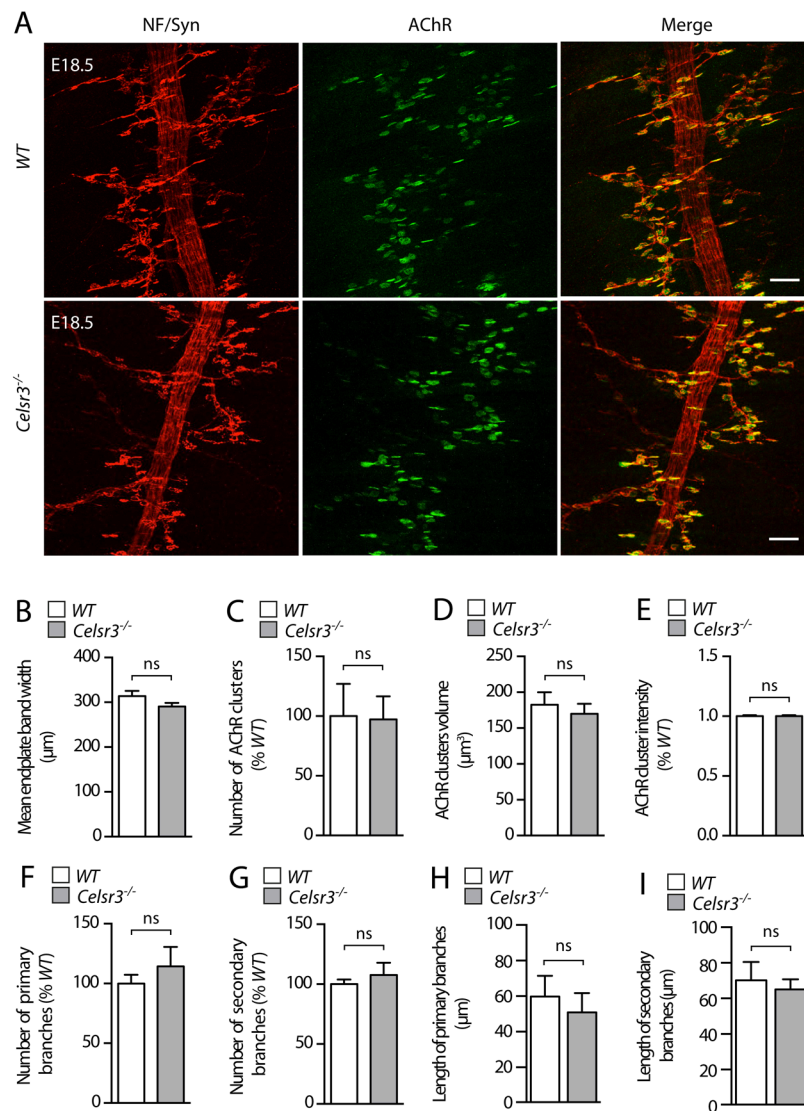 A
NF/Syn
AChR
Merge
E18.5
WT
E18.5
Celsr3-/-
B
WT
Celsr3-/-
Mean endplate band width
(µm)
400
300
200
100
0
ns
C
WT
Celsr3-/-
Number of AChR clusters
(% WT)
150
100
50
0
ns
D
WT
Celsr3-/-
AChR clusters volume
(µm³)
250
200
150
100
50
0
ns
E
WT
Celsr3-/-
AChR cluster intensity
(% WT)
1.5
1.0
0.5
0.0
ns
F
WT
Celsr3-/-
Number of primary
branches (% WT)
150
100
50
0
ns
G
WT
Celsr3-/-
Number of secondary
branches (% WT)
150
100
50
0
ns
H
WT
Celsr3-/-
Length of primary branches
(µm)
80
60
40
20
0
ns
I
WT
Celsr3-/-
Length of secondary
branches (µm)
100
80
60
40
20
0
ns